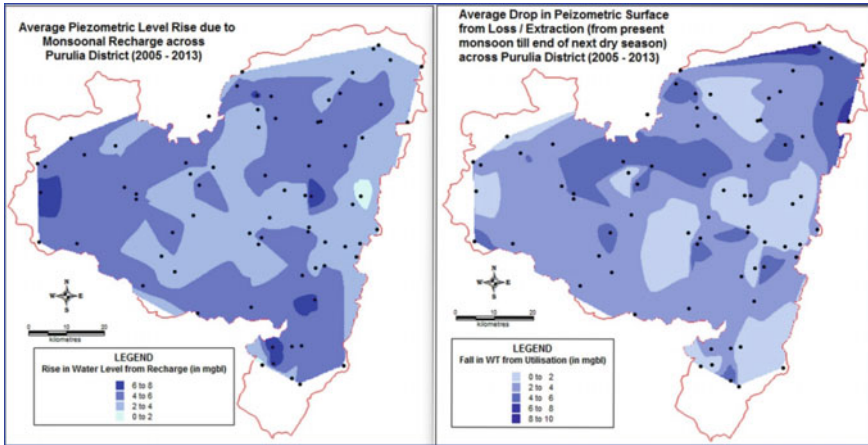 Average Piezometric Level Rise due to
Monsoonal Recharge across
Purulia District (2005 - 2013)
N
W E
S
0 10 20
kilometres
LEGEND
Rise in Water Level from Recharge (in mgbl)
6 to 8
4 to 6
2 to 4
0 to 2
Average Drop in Peizometric Surface
from Loss / Extraction (from present
monsoon till end of next dry season)
across Purulia District (2005 - 2013)
N
W E
S
0 10 20
kilometres
LEGEND
Fall in WT from Utilisation (in mgbl)
0 to 2
2 to 4
4 to 6
6 to 8
8 to 10